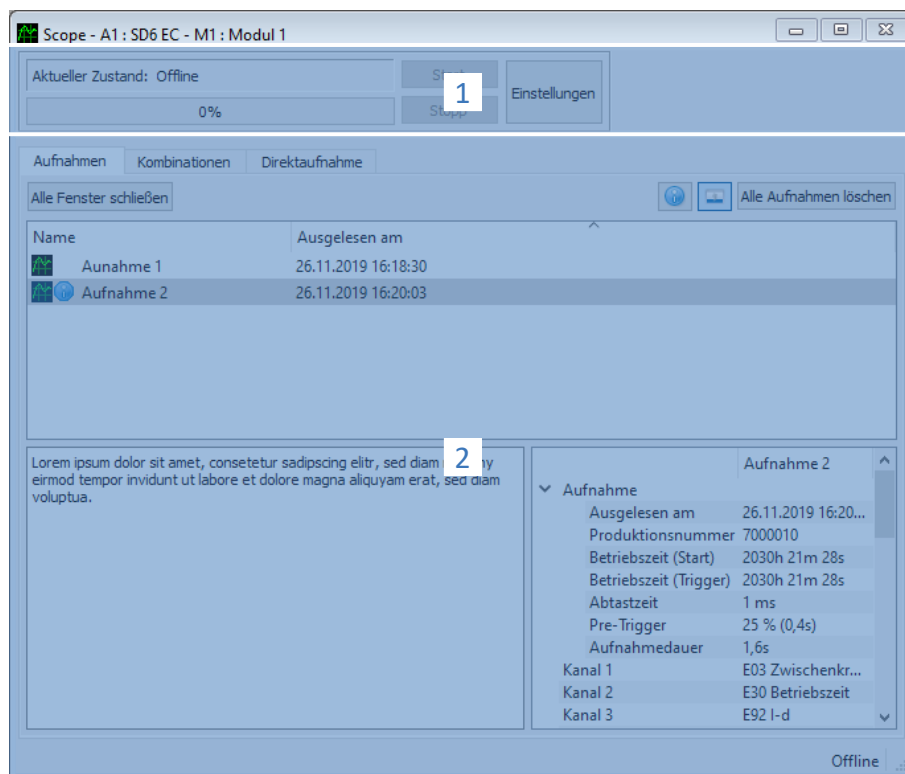 Scope - A1 : SD6 EC - M1 : Modul 1
Aktueller Zustand: Offline
0%
1
Stopp
Einstellungen
Aufnahmen Kombinationen Direktaufnahme
Alle Fenster schließen
Alle Aufnahmen löschen
Name Ausgelesen am
Aunahme 1 26.11.2019 16:18:30
Aufnahme 2 26.11.2019 16:20:03
2
Lorem ipsum dolor sit amet, consetetur sadipscing elitr, sed diam
eirmod tempor invidunt ut labore et dolore magna aliquyam erat, sed diam
voluptua.
Aufnahme 2
Aufnahme
Ausgelesen am 26.11.2019 16:20...
Produktionsnummer 7000010
Betriebszeit (Start) 2030h 21m 28s
Betriebszeit (Trigger) 2030h 21m 28s
Abtastzeit 1 ms
Pre-Trigger 25 % (0,4s)
Aufnahmedauer 1,6s
Kanal 1 E03 Zwischenkr...
Kanal 2 E30 Betriebszeit
Kanal 3 E92 I-d
Offline